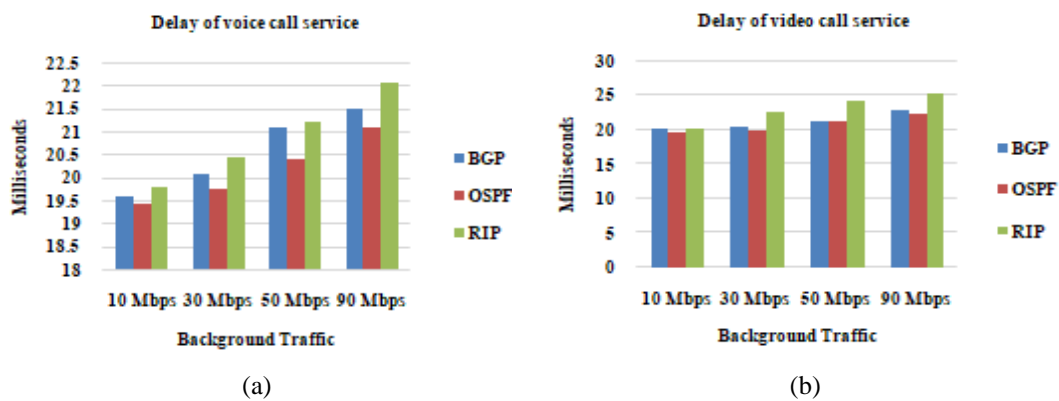 Delay of voice call service
22.5
22
21.5
21
20.5
20
19.5
19
18.5
18
Milliseconds
10 Mbps 30 Mbps 50 Mbps 90 Mbps
Background Traffic
BGP
OSPF
RIP
(a)
Delay of video call service
30
25
20
15
10
5
0
Milliseconds
10 Mbps 30 Mbps 50 Mbps 90 Mbps
Background Traffic
BGP
OSPF
RIP
(b)